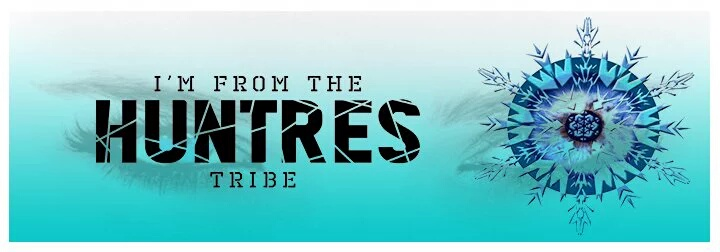 I'M FROM THE
HUNTRES
TRIBE